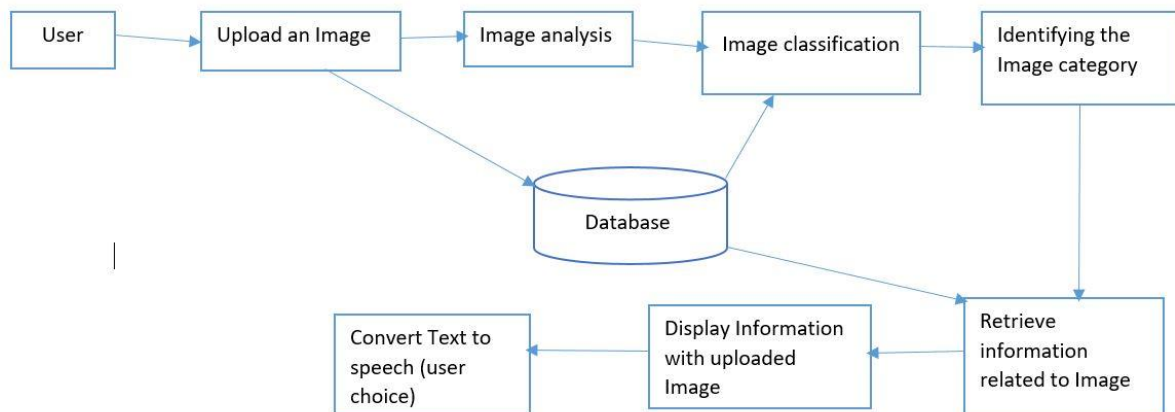 User
Upload an Image
Image analysis
Image classification
Identifying the
Image category
Database
Convert Text to
speech (user
choice)
Display Information
with uploaded
Image
Retrieve
information
related to Image